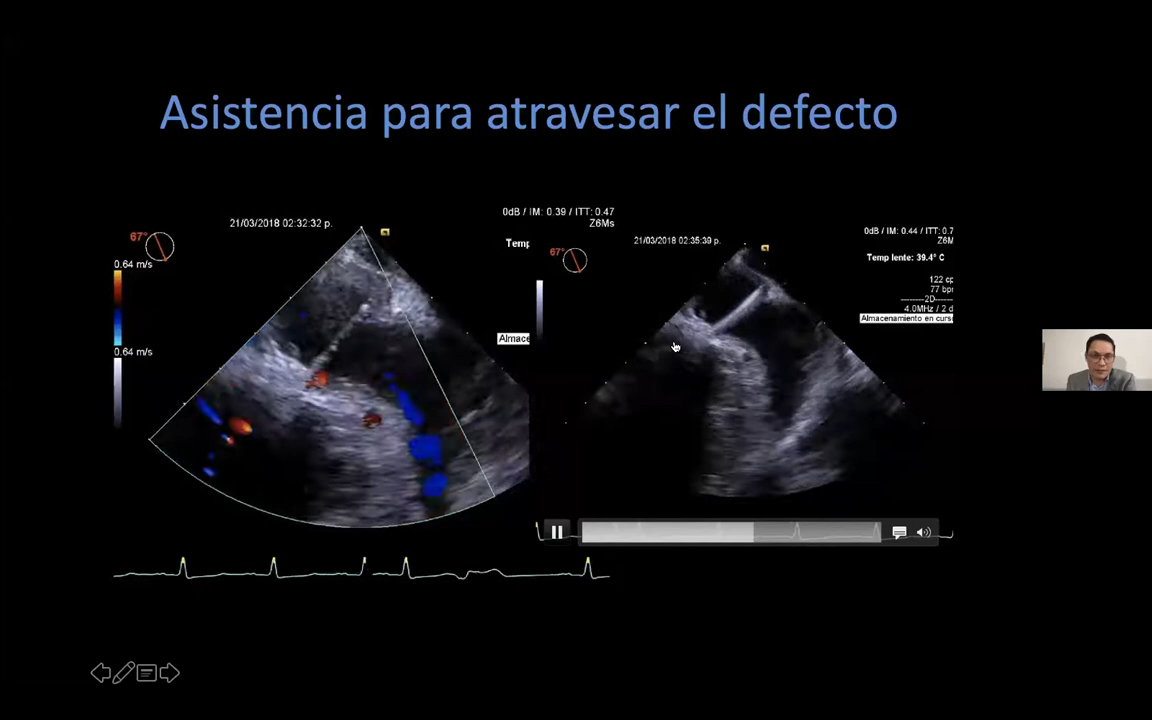 Asistencia para atravesar el defecto
0dB / IM: 0.39 / ITT: 0.47
Z6Ms
21/03/2018 02:32:32 p.
67°
Temp
0.64 m/s
0.64 m/s
Almace
0dB / IM: 0.44 / ITT: 0.7
Z6M
21/03/2018 02:35:39 p.
67°
Temp lente: 39.4° C
122 cp
77 bp
2D
4.0MHz / 2 d
Almacenamiento en curso